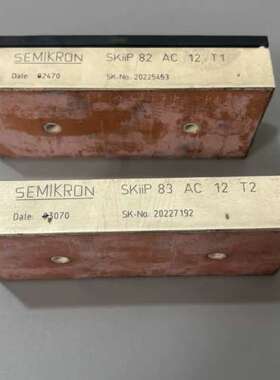 SEMIKRON SKiiP 82 AC 12 T1
Date: 02470 SK-No. 20225453
SEMIKRON SKiiP 83 AC 12 T2
Date: 03070 SK-No. 20227192